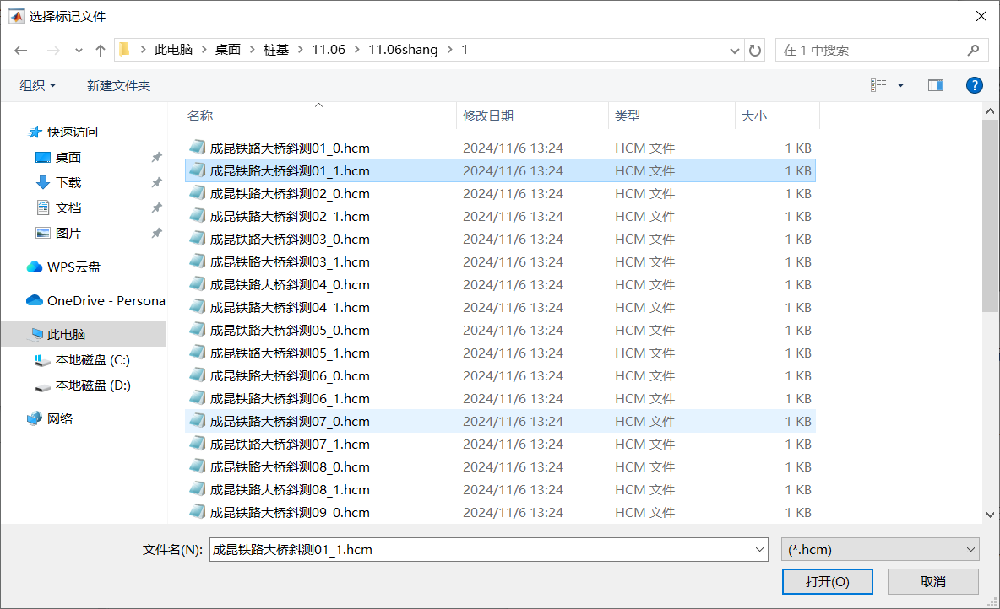 选择标记文件
此电脑 > 桌面 > 桩基 > 11.06 > 11.06shang > 1
在 1 中搜索
组织 新建文件夹
名称 修改日期 类型 大小
快速访问
桌面
下载
文档
图片
WPS云盘
OneDrive - Persona
此电脑
本地磁盘 (C:)
本地磁盘 (D:)
网络
成昆铁路大桥斜测01_0.hcm 2024/11/6 13:24 HCM 文件 1 KB
成昆铁路大桥斜测01_1.hcm 2024/11/6 13:24 HCM 文件 1 KB
成昆铁路大桥斜测02_0.hcm 2024/11/6 13:24 HCM 文件 1 KB
成昆铁路大桥斜测02_1.hcm 2024/11/6 13:24 HCM 文件 1 KB
成昆铁路大桥斜测03_0.hcm 2024/11/6 13:24 HCM 文件 1 KB
成昆铁路大桥斜测03_1.hcm 2024/11/6 13:24 HCM 文件 1 KB
成昆铁路大桥斜测04_0.hcm 2024/11/6 13:24 HCM 文件 1 KB
成昆铁路大桥斜测04_1.hcm 2024/11/6 13:24 HCM 文件 1 KB
成昆铁路大桥斜测05_0.hcm 2024/11/6 13:24 HCM 文件 1 KB
成昆铁路大桥斜测05_1.hcm 2024/11/6 13:24 HCM 文件 1 KB
成昆铁路大桥斜测06_0.hcm 2024/11/6 13:24 HCM 文件 1 KB
成昆铁路大桥斜测06_1.hcm 2024/11/6 13:24 HCM 文件 1 KB
成昆铁路大桥斜测07_0.hcm 2024/11/6 13:24 HCM 文件 1 KB
成昆铁路大桥斜测07_1.hcm 2024/11/6 13:24 HCM 文件 1 KB
成昆铁路大桥斜测08_0.hcm 2024/11/6 13:24 HCM 文件 1 KB
成昆铁路大桥斜测08_1.hcm 2024/11/6 13:24 HCM 文件 1 KB
成昆铁路大桥斜测09_0.hcm 2024/11/6 13:24 HCM 文件 1 KB
文件名(N): 成昆铁路大桥斜测01_1.hcm (*.hcm)
打开(O) 取消